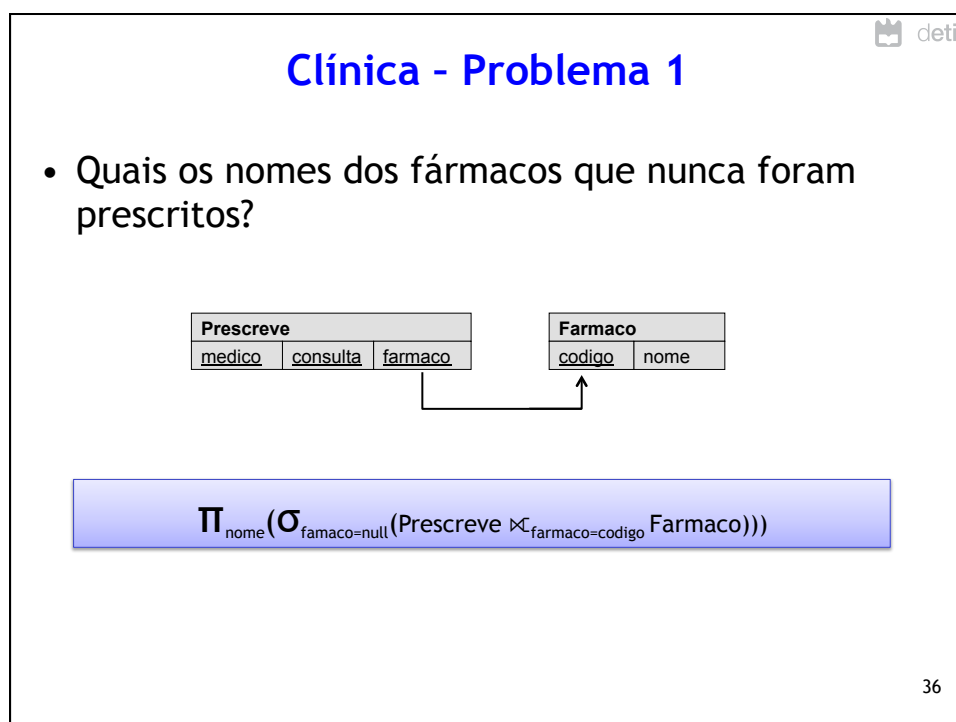 deti
Clínica – Problema 1
• Quais os nomes dos fármacos que nunca foram
prescritos?
Prescreve
medico consulta farmaco
Farmaco
codigo nome
π nome(σ famaco=null(Prescreve ⟖ farmaco=codigo Farmaco)))
36